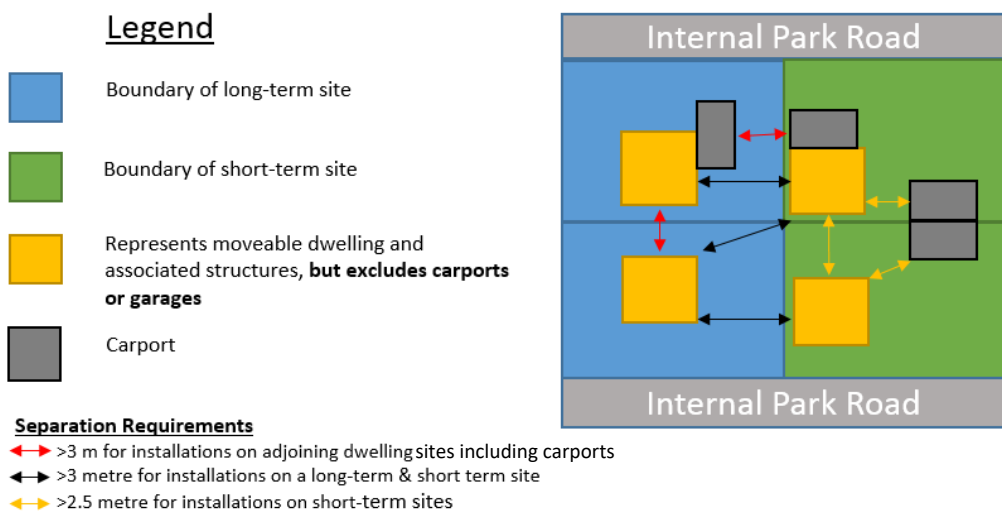 Legend
Boundary of long-term site
Boundary of short-term site
Represents moveable dwelling and
associated structures, but excludes carports
or garages
Carport
Separation Requirements
>3 m for installations on adjoining dwelling sites including carports
>3 metre for installations on a long-term & short term site
>2.5 metre for installations on short-term sites
Internal Park Road
Internal Park Road